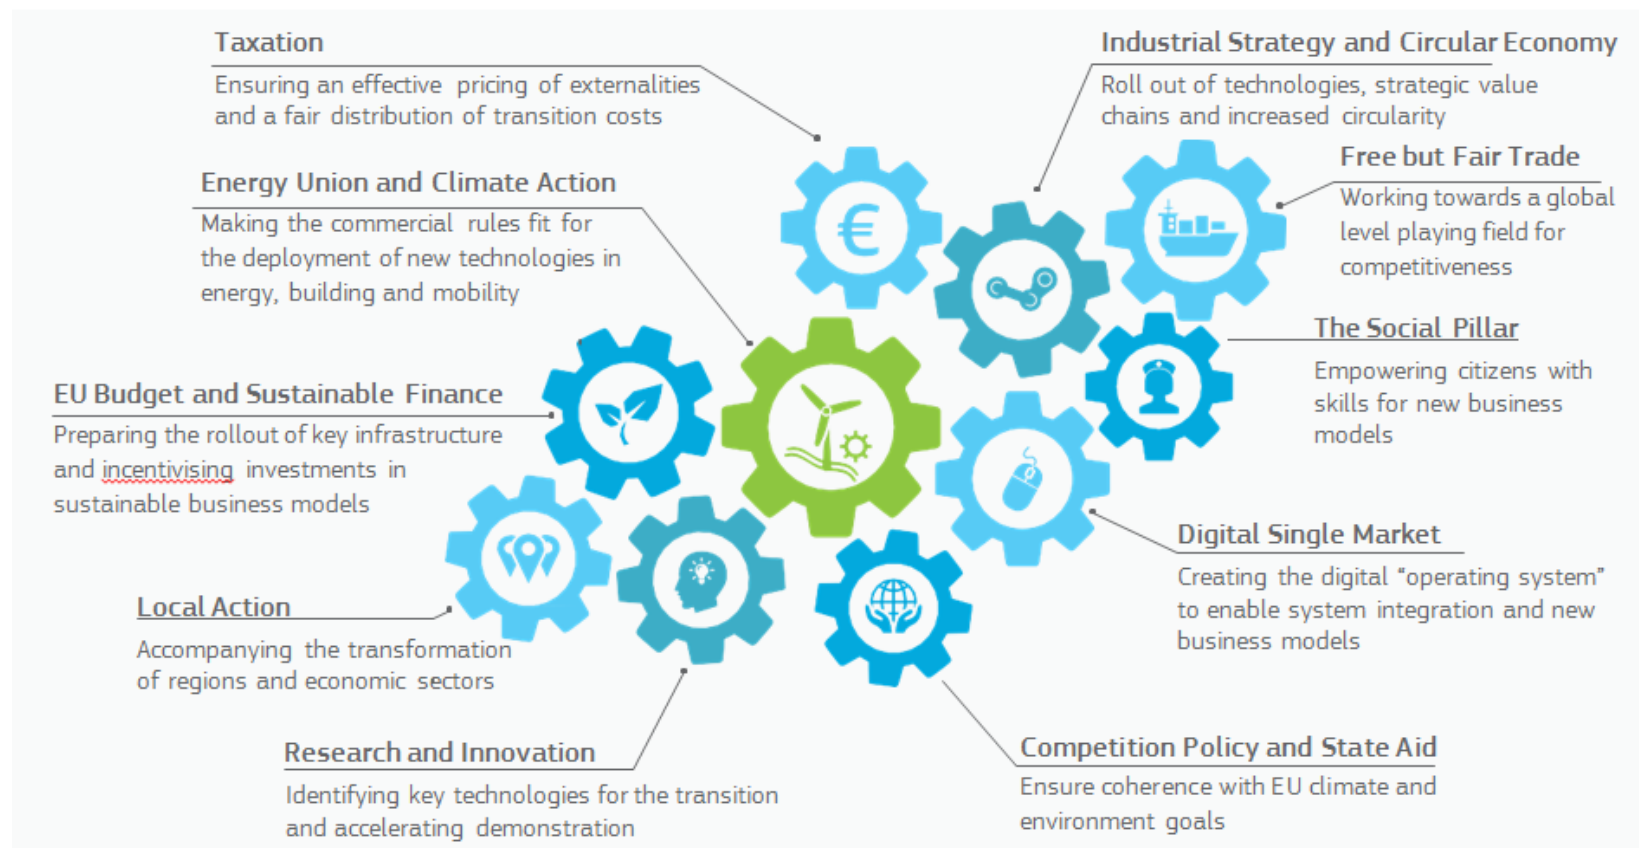 Taxation
Ensuring an effective pricing of externalities
and a fair distribution of transition costs
Industrial Strategy and Circular Economy
Roll out of technologies, strategic value
chains and increased circularity
Free but Fair Trade
Working towards a global
level playing field for
competitiveness
Energy Union and Climate Action
Making the commercial rules fit for
the deployment of new technologies in
energy, building and mobility
€
The Social Pillar
Empowering citizens with
skills for new business
models
EU Budget and Sustainable Finance
Preparing the rollout of key infrastructure
and incentivising investments in
sustainable business models
Digital Single Market
Creating the digital “operating system”
to enable system integration and new
business models
Local Action
Accompanying the transformation
of regions and economic sectors
Research and Innovation
Identifying key technologies for the transition
and accelerating demonstration
Competition Policy and State Aid
Ensure coherence with EU climate and
environment goals